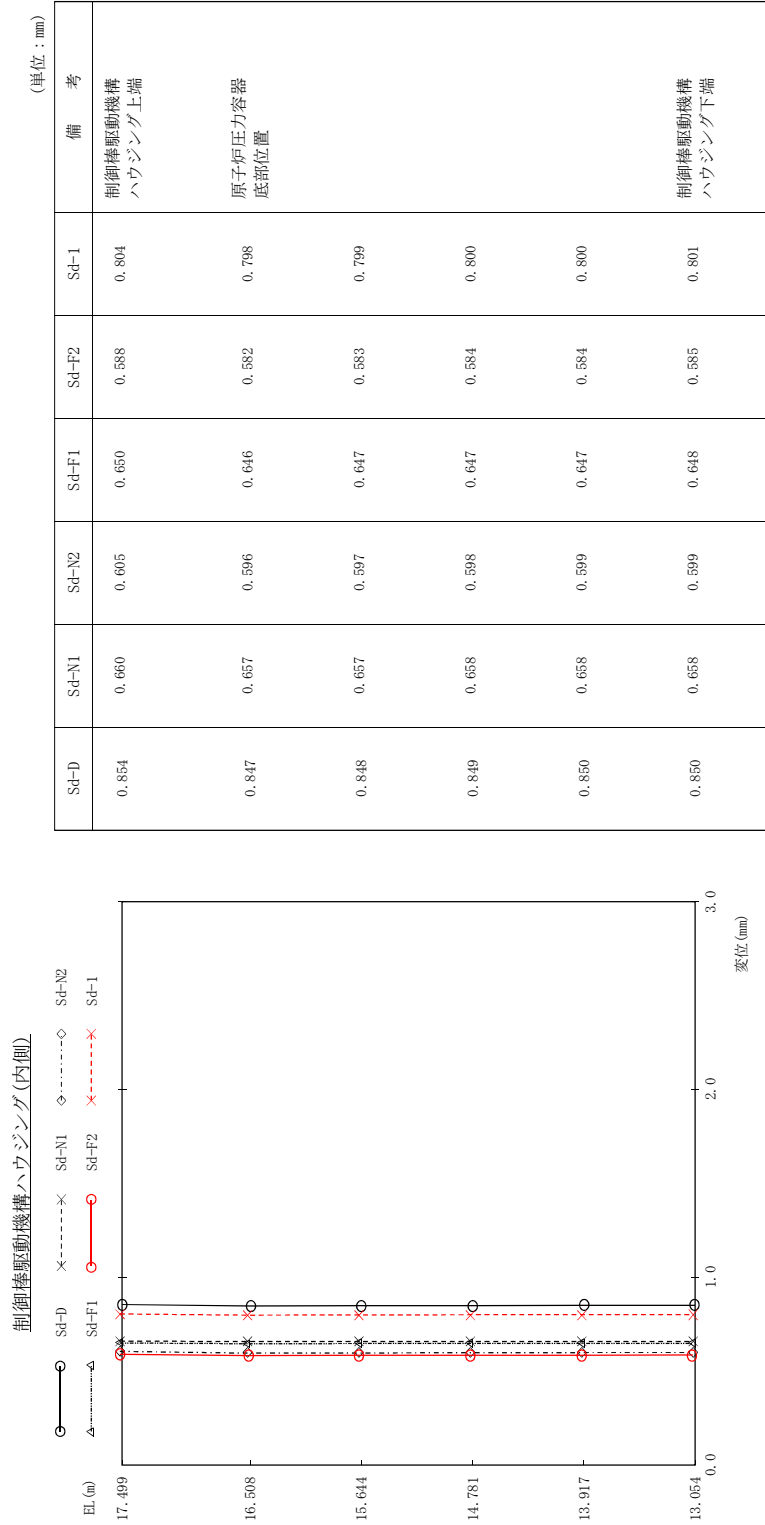 制御棒駆動機構ハウジング(内側)
Sd-D Sd-N1 Sd-N2
Sd-F1 Sd-F2 Sd-1
EL(m)
17.499
16.508
15.644
14.781
13.917
13.054
0.0 1.0 2.0 3.0
変位(mm)
(単位：mm)
Sd-D Sd-N1 Sd-N2 Sd-F1 Sd-F2 Sd-1 備 考
0.854 0.660 0.605 0.650 0.588 0.804 制御棒駆動機構
ハウジング上端
0.847 0.657 0.596 0.646 0.582 0.798 原子炉圧力容器
底部位置
0.848 0.657 0.597 0.647 0.583 0.799
0.849 0.658 0.598 0.647 0.584 0.800
0.850 0.658 0.599 0.647 0.584 0.800
0.850 0.658 0.599 0.648 0.585 0.801 制御棒駆動機構
ハウジング下端